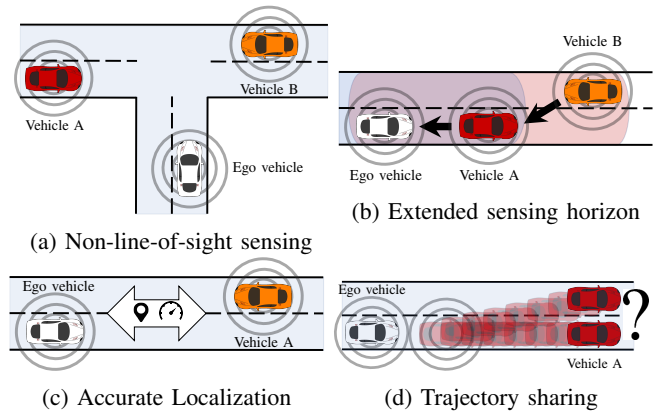 Vehicle A
Vehicle B
Ego vehicle
(a) Non-line-of-sight sensing
Vehicle B
Ego vehicle
Vehicle A
(b) Extended sensing horizon
Ego vehicle
Vehicle A
(c) Accurate Localization
Ego vehicle
?
Vehicle A
(d) Trajectory sharing